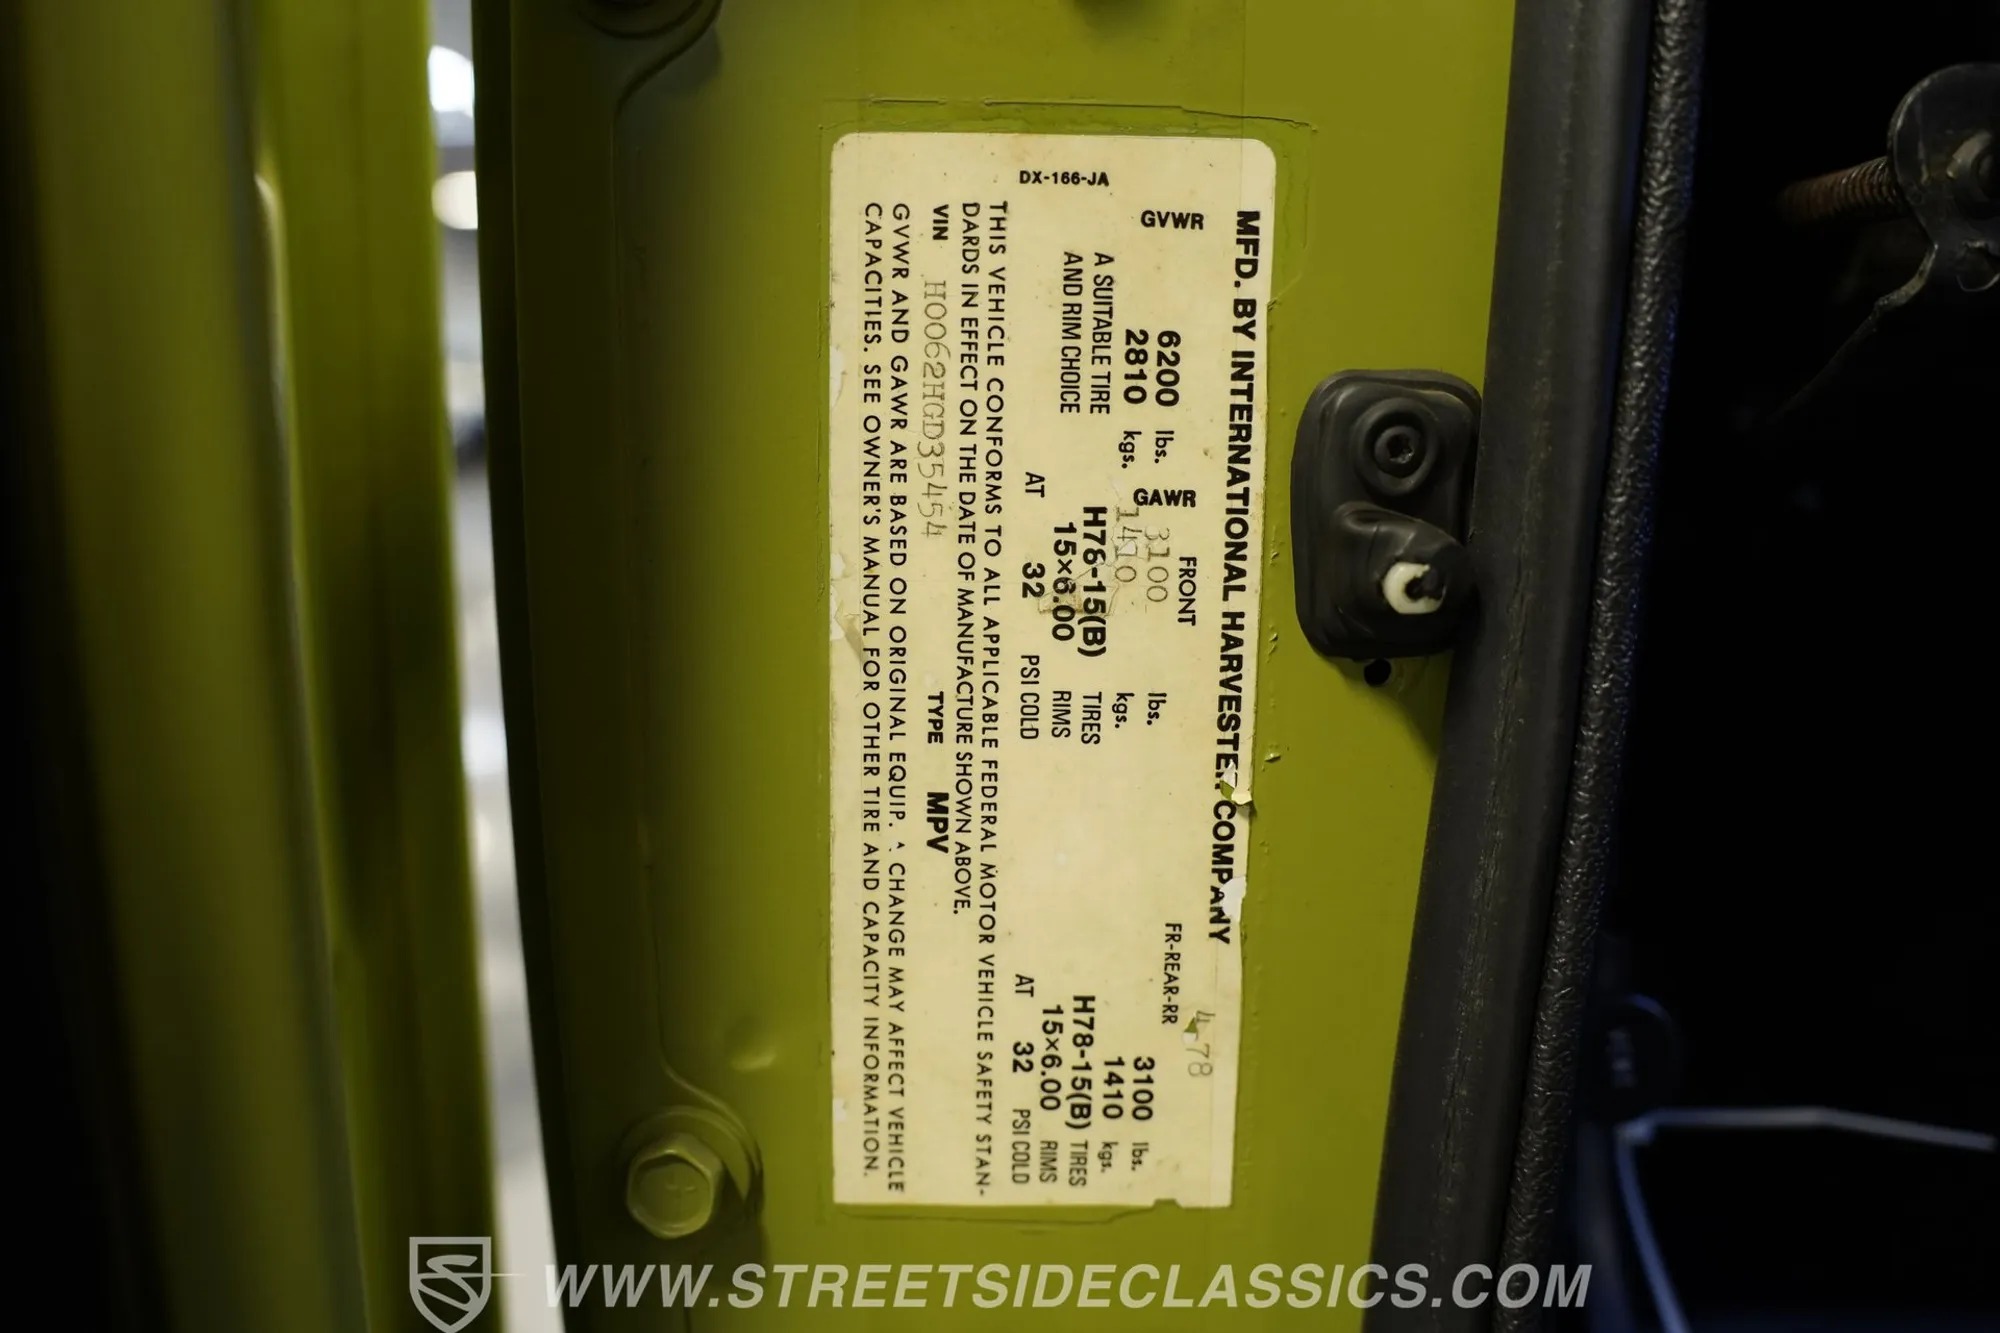 DX-166-JA
MFD. BY INTERNATIONAL HARVESTER COMPANY 4-78
GVWR GAWR FRONT FR-REAR-RR
6200 lbs. 3100 lbs. 3100 lbs.
2810 kgs. 1410 kgs. 1410 kgs.
A SUITABLE TIRE H78-15(B) TIRES H78-15(B) TIRES
AND RIM CHOICE 15×6.00 RIMS 15×6.00 RIMS
AT 32 PSI COLD AT 32 PSI COLD
THIS VEHICLE CONFORMS TO ALL APPLICABLE FEDERAL MOTOR VEHICLE SAFETY STAN-
DARDS IN EFFECT ON THE DATE OF MANUFACTURE SHOWN ABOVE.
VIN H0062HGD35454 TYPE MPV
GVWR AND GAWR ARE BASED ON ORIGINAL EQUIP. A CHANGE MAY AFFECT VEHICLE
CAPACITIES. SEE OWNER'S MANUAL FOR OTHER TIRE AND CAPACITY INFORMATION.
WWW.STREETSIDECLASSICS.COM